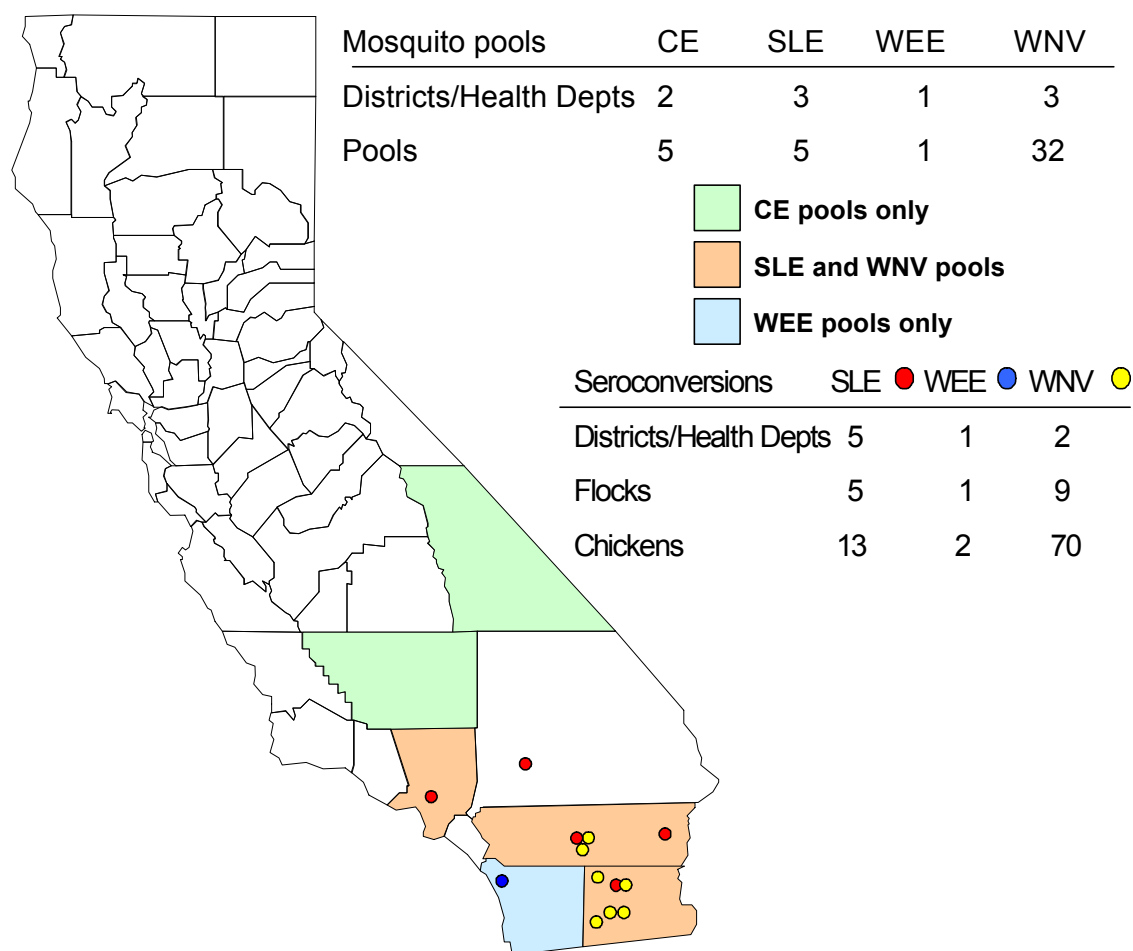 Mosquito pools CE SLE WEE WNV
Districts/Health Depts 2 3 1 3
Pools 5 5 1 32
CE pools only
SLE and WNV pools
WEE pools only
Seroconversions SLE WEE WNV
Districts/Health Depts 5 1 2
Flocks 5 1 9
Chickens 13 2 70